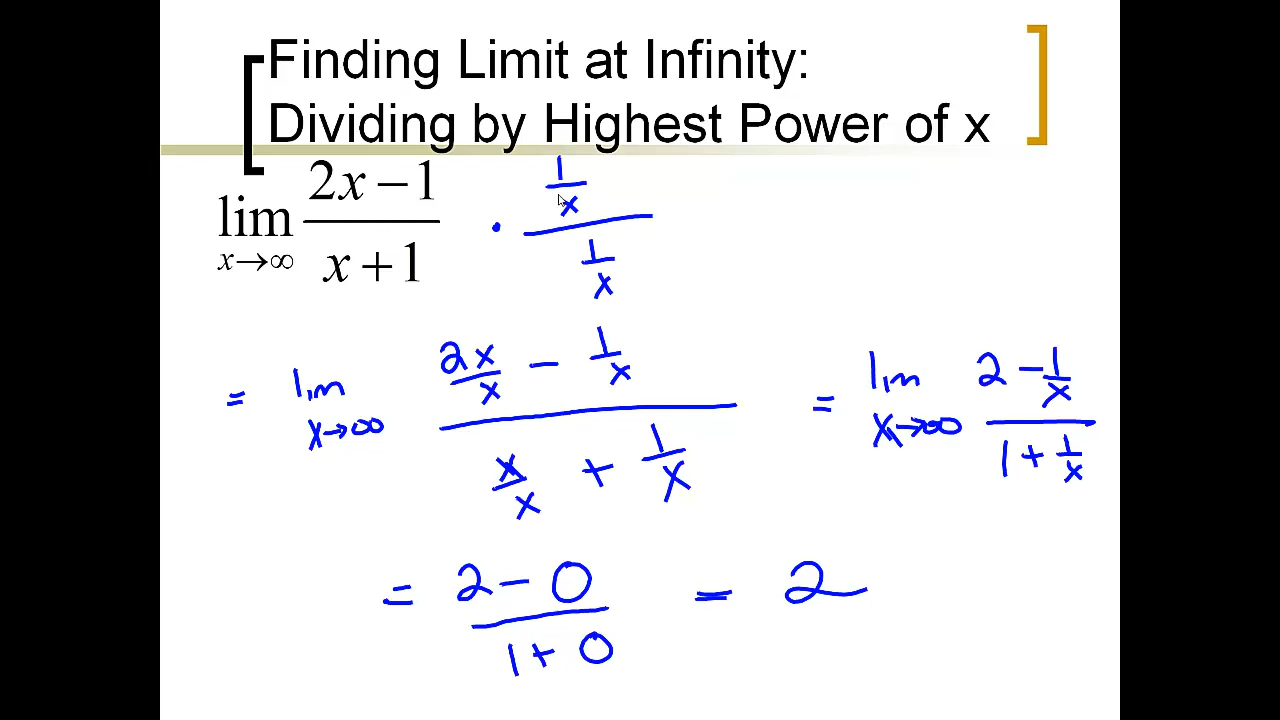 Finding Limit at Infinity:
Dividing by Highest Power of x
lim x→∞ (2x − 1)/(x + 1) · (1/x)/(1/x)
= lim x→∞ (2x/x − 1/x)/(x/x + 1/x) = lim x→∞ (2 − 1/x)/(1 + 1/x)
= (2 − 0)/(1 + 0) = 2